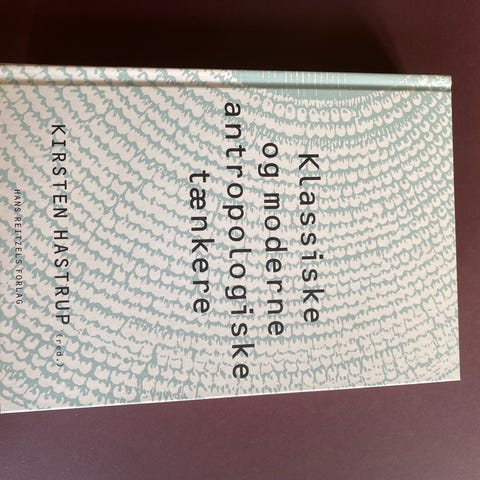 Klassiske
og moderne
antropologiske
tænkere
KIRSTEN HASTRUP (red.)
HANS REITZELS FORLAG